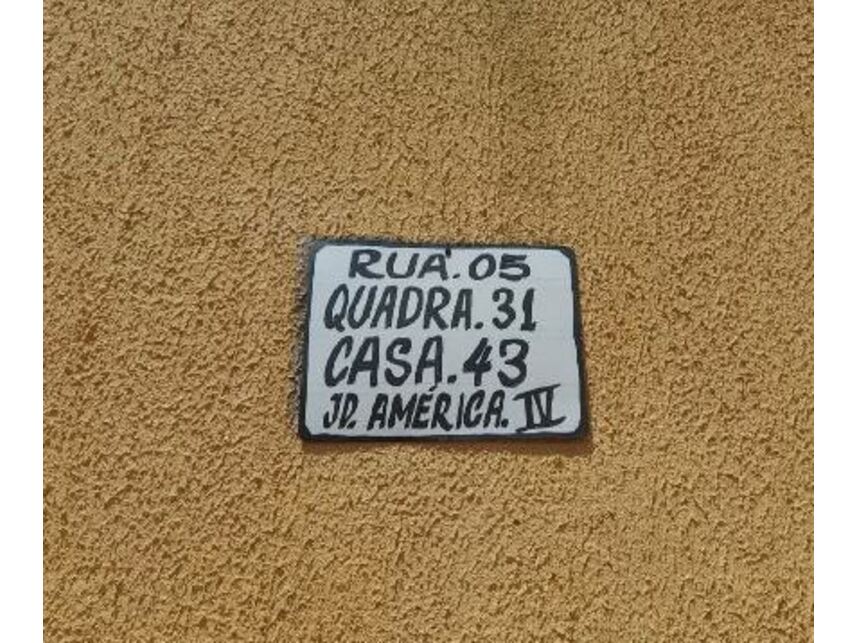 RUA.05
QUADRA.31
CASA.43
JD. AMÉRICA. IV